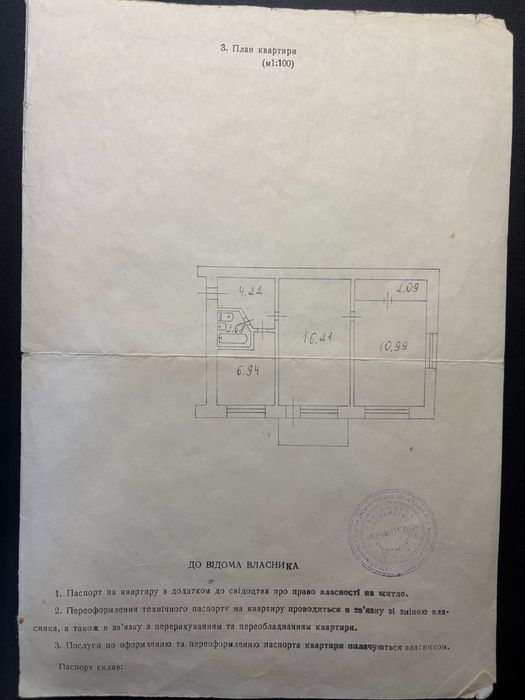 3. План квартири
(м1:100)
4.21
2.09
16.21
10.99
6.94
ДО ВІДОМА ВЛАСНИКА
1. Паспорт на квартиру з додатком до свідоцтва про право власності на житло.
2. Переоформлення технічного паспорту на квартиру проводиться в зв'язку зі зміною вла-
сника, а також в зв'язку з перерахуванням та переобладнанням квартири.
3. Послуги по оформленню та переоформленню паспорта квартири оплачуються власником.
Паспорт склав: